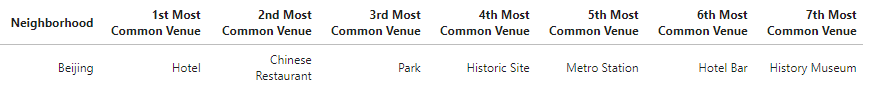 Neighborhood 1st Most Common Venue 2nd Most Common Venue 3rd Most Common Venue 4th Most Common Venue 5th Most Common Venue 6th Most Common Venue 7th Most Common Venue
Beijing Hotel Chinese Restaurant Park Historic Site Metro Station Hotel Bar History Museum